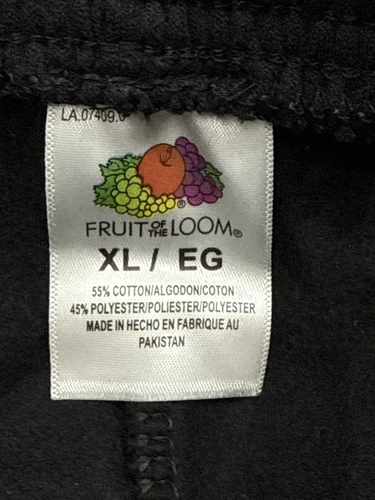 LA.07409.0
®
FRUIT OF THE LOOM®
XL / EG
55% COTTON/ALGODON/COTON
45% POLYESTER/POLIESTER/POLYESTER
MADE IN HECHO EN FABRIQUE AU
PAKISTAN